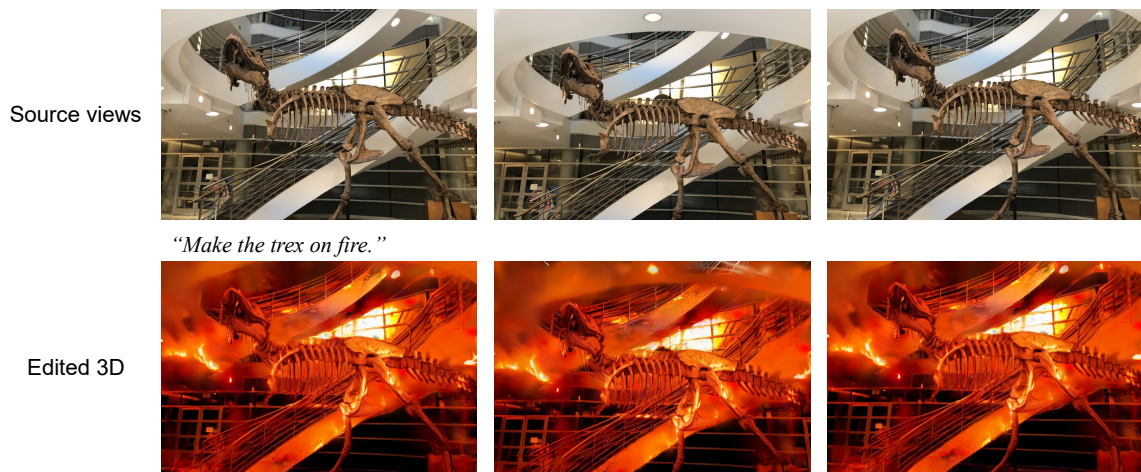 Source views
“Make the trex on fire.”
Edited 3D